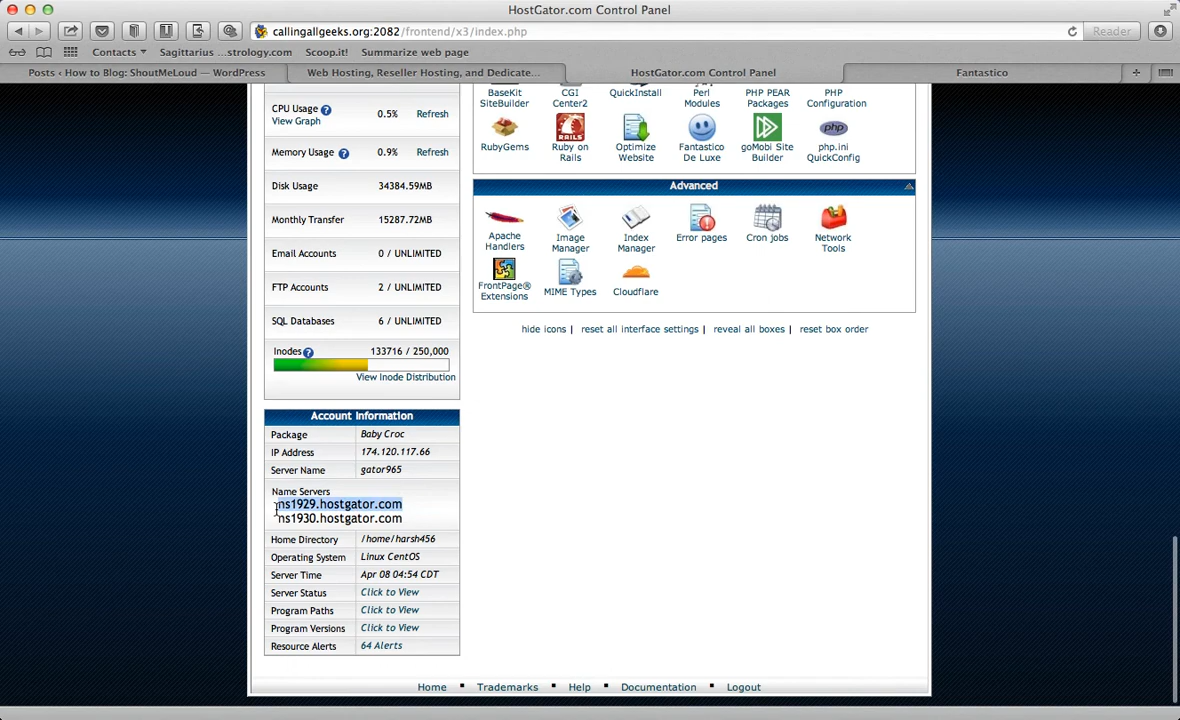 HostGator.com Control Panel
callingallgeeks.org:2082/frontend/x3/index.php
Reader
Contacts
Sagittarius ...strology.com
Scoop.it!
Summarize web page
Posts ‹ How to Blog: ShoutMeLoud — WordPress
Web Hosting, Reseller Hosting, and Dedicate...
HostGator.com Control Panel
Fantastico
CPU Usage
View Graph
0.5%
Refresh
Memory Usage
0.9%
Refresh
Disk Usage
34384.59MB
Monthly Transfer
15287.72MB
Email Accounts
0 / UNLIMITED
FTP Accounts
2 / UNLIMITED
SQL Databases
6 / UNLIMITED
Inodes
133716 / 250,000
View Inode Distribution
Account Information
Package
Baby Croc
IP Address
174.120.117.66
Server Name
gator965
Name Servers
ns1929.hostgator.com
ns1930.hostgator.com
Home Directory
/home/harsh456
Operating System
Linux CentOS
Server Time
Apr 08 04:54 CDT
Server Status
Click to View
Program Paths
Click to View
Program Versions
Click to View
Resource Alerts
64 Alerts
BaseKit
SiteBuilder
CGI
Center2
QuickInstall
Perl
Modules
PHP PEAR
Packages
PHP
Configuration
RubyGems
Ruby on
Rails
Optimize
Website
Fantastico
De Luxe
goMobi Site
Builder
php.ini
QuickConfig
Advanced
Apache
Handlers
Image
Manager
Index
Manager
Error pages
Cron jobs
Network
Tools
FrontPage®
Extensions
MIME Types
Cloudflare
hide icons | reset all interface settings | reveal all boxes | reset box order
Home ▪ Trademarks ▪ Help ▪ Documentation ▪ Logout